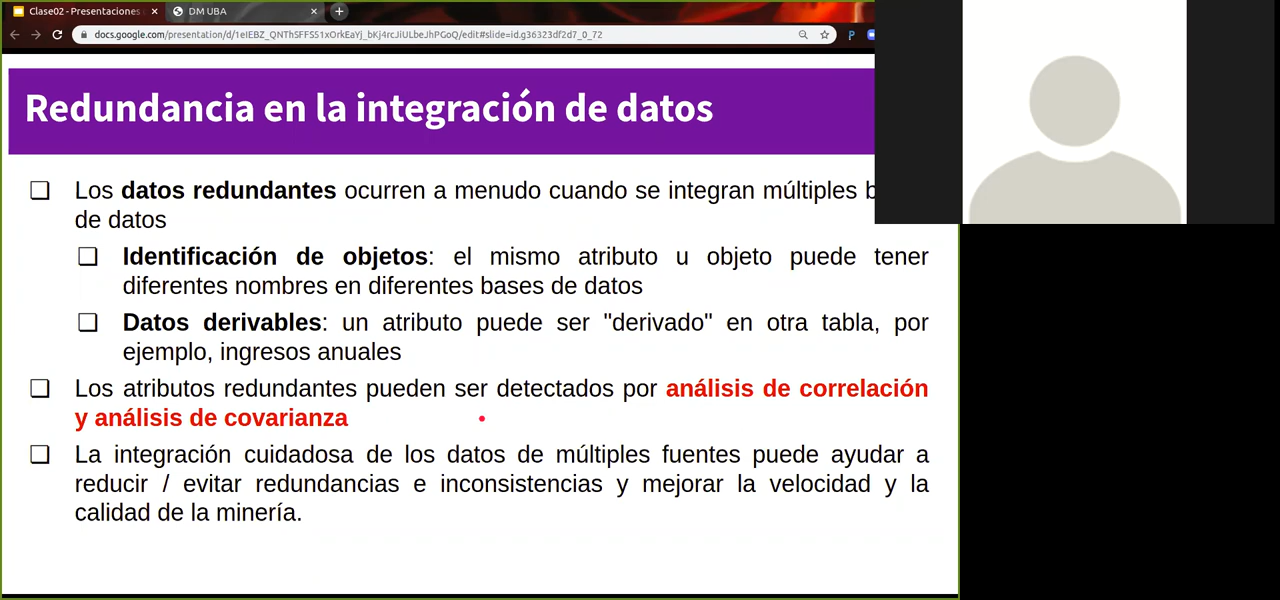 Clase02 - Presentaciones
DM UBA
docs.google.com/presentation/d/1eIEBZ_QNThSFFS51xOrkEaYj_bKj4rcJiULbeJhPGoQ/edit#slide=id.g36323df2d7_0_72
Redundancia en la integración de datos
Los datos redundantes ocurren a menudo cuando se integran múltiples
de datos
Identificación de objetos: el mismo atributo u objeto puede tener
diferentes nombres en diferentes bases de datos
Datos derivables: un atributo puede ser "derivado" en otra tabla, por
ejemplo, ingresos anuales
Los atributos redundantes pueden ser detectados por análisis de correlación
y análisis de covarianza
La integración cuidadosa de los datos de múltiples fuentes puede ayudar a
reducir / evitar redundancias e inconsistencias y mejorar la velocidad y la
calidad de la minería.